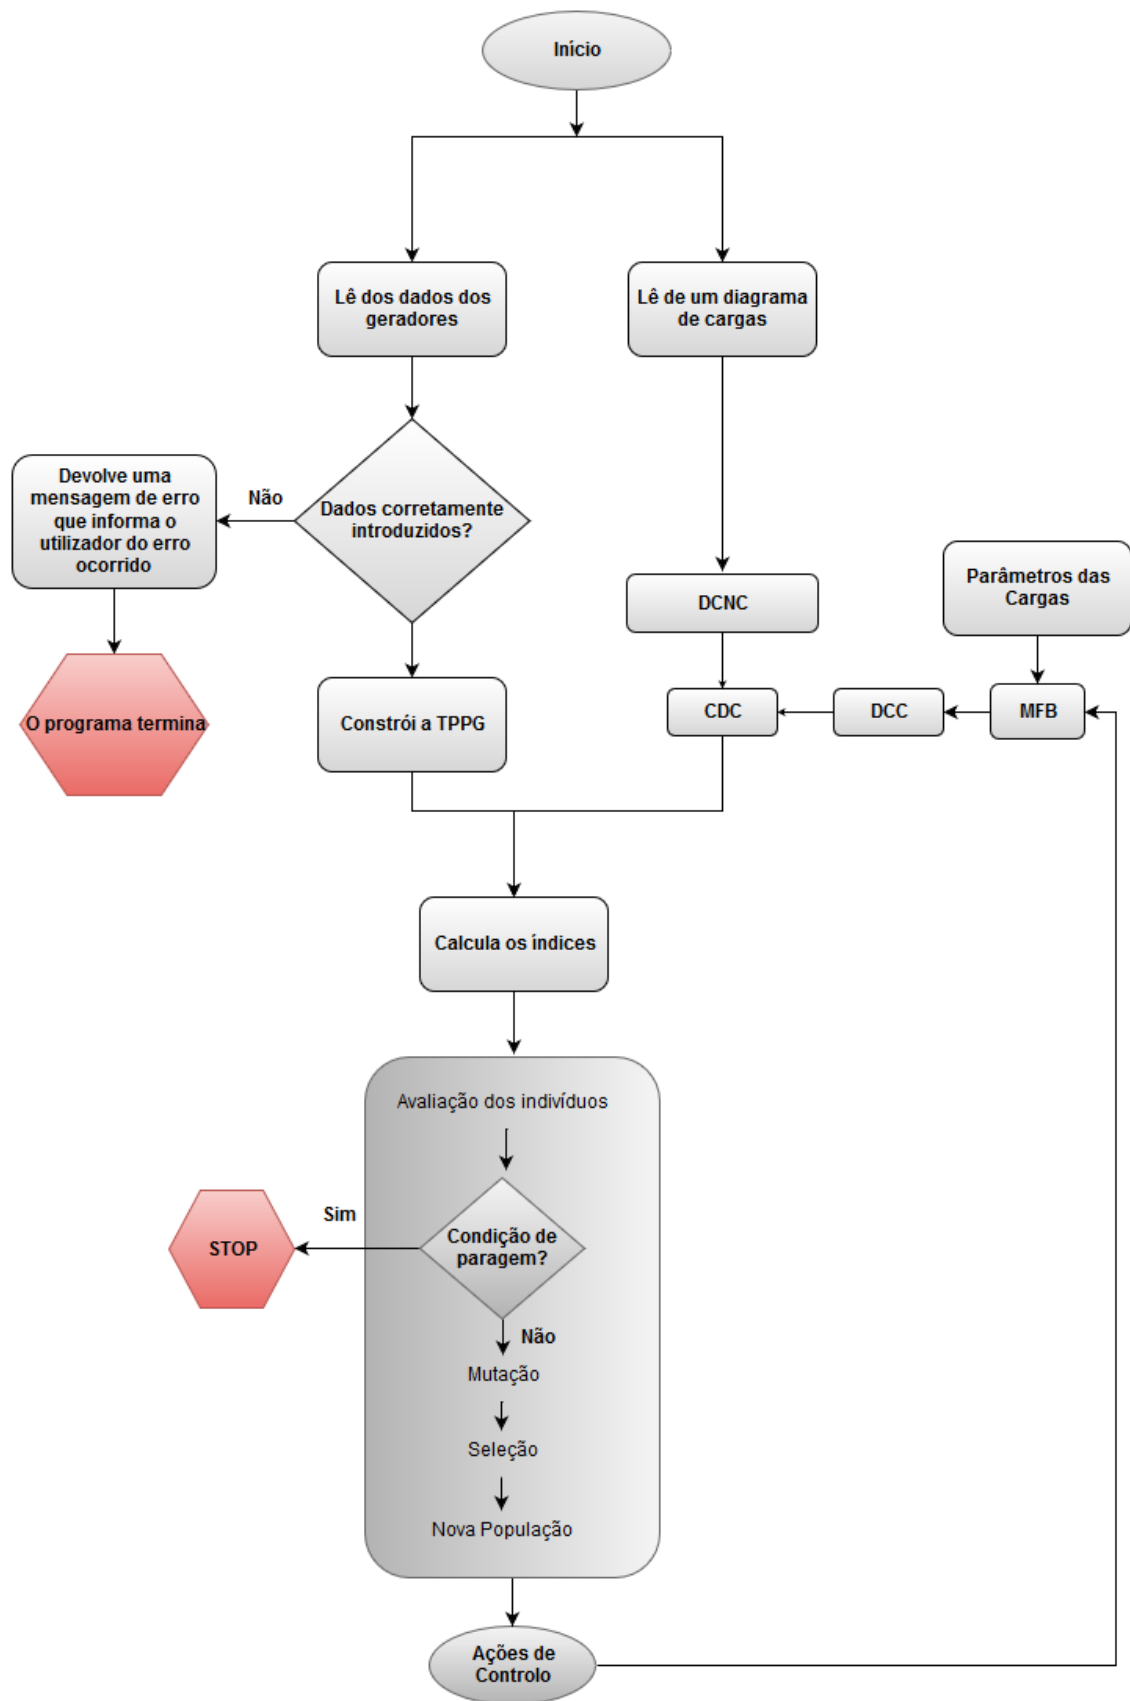 Início
Lê dos dados dos
geradores
Lê de um diagrama
de cargas
Devolve uma
mensagem de erro
que informa o
utilizador do erro
ocorrido
Não
Dados corretamente
introduzidos?
DCNC
Parâmetros das
Cargas
O programa termina
Constrói a TPPG
CDC
DCC
MFB
Calcula os índices
Avaliação dos indivíduos
Sim
STOP
Condição de
paragem?
Não
Mutação
Seleção
Nova População
Ações de
Controlo